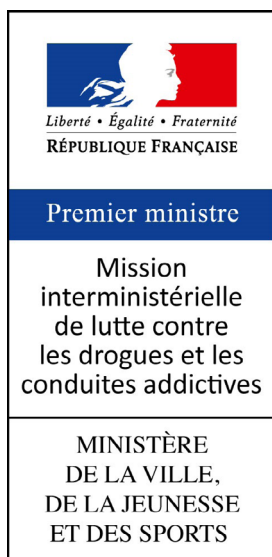 Liberté • Égalité • Fraternité
RÉPUBLIQUE FRANÇAISE
Premier ministre
Mission
interministérielle
de lutte contre
les drogues et les
conduites addictives
MINISTÈRE
DE LA VILLE,
DE LA JEUNESSE
ET DES SPORTS